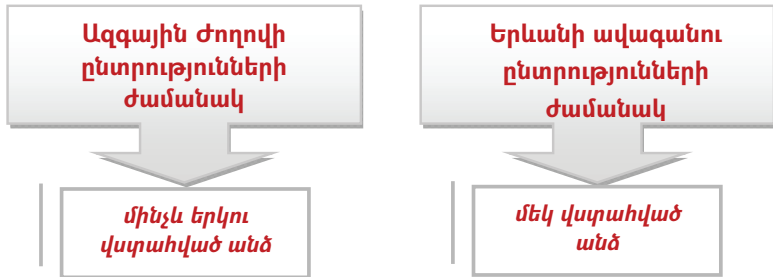 Ազգային Ժողովի
ընտրությունների
ժամանակ
մինչև երկու
վստահված անձ
Երևանի ավագանու
ընտրությունների
ժամանակ
մեկ վստահված
անձ